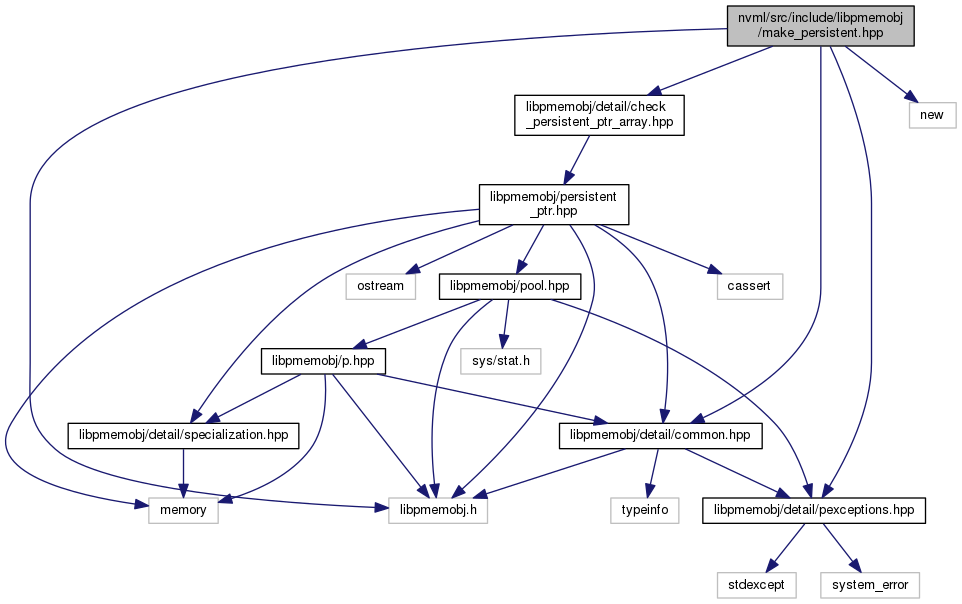 nvml/src/include/libpmemobj
/make_persistent.hpp
libpmemobj/detail/check
_persistent_ptr_array.hpp
new
libpmemobj/persistent
_ptr.hpp
ostream
libpmemobj/pool.hpp
cassert
libpmemobj/p.hpp
sys/stat.h
libpmemobj/detail/specialization.hpp
libpmemobj/detail/common.hpp
memory
libpmemobj.h
typeinfo
libpmemobj/detail/pexceptions.hpp
stdexcept
system_error